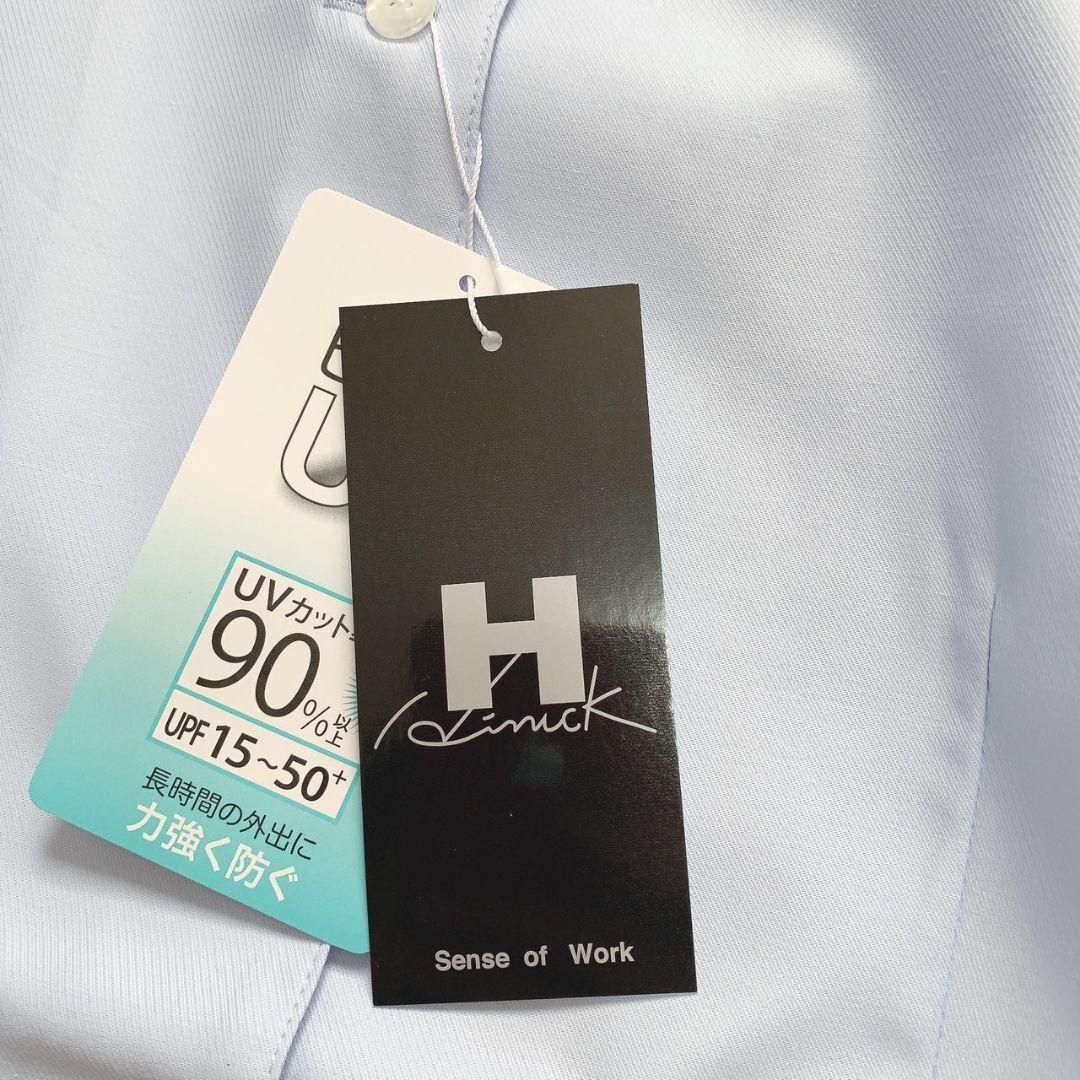 U
UVカット率
90%以上
UPF 15~50+
長時間の外出に
力強く防ぐ
H
Sense of Work